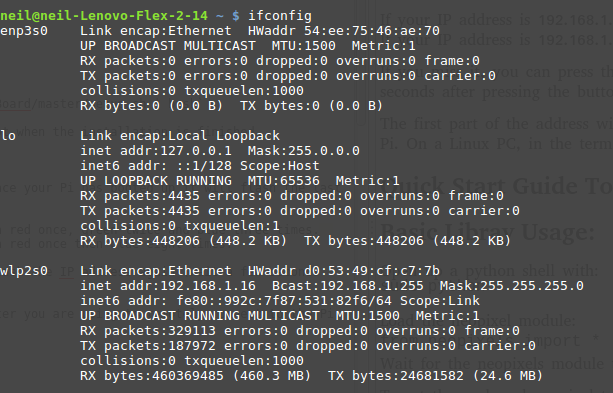 neil@neil-Lenovo-Flex-2-14 ~ $ ifconfig
enp3s0 Link encap:Ethernet HWaddr 54:ee:75:46:ae:70
UP BROADCAST MULTICAST MTU:1500 Metric:1
RX packets:0 errors:0 dropped:0 overruns:0 frame:0
TX packets:0 errors:0 dropped:0 overruns:0 carrier:0
collisions:0 txqueuelen:1000
RX bytes:0 (0.0 B) TX bytes:0 (0.0 B)
lo Link encap:Local Loopback
inet addr:127.0.0.1 Mask:255.0.0.0
inet6 addr: ::1/128 Scope:Host
UP LOOPBACK RUNNING MTU:65536 Metric:1
RX packets:4435 errors:0 dropped:0 overruns:0 frame:0
TX packets:4435 errors:0 dropped:0 overruns:0 carrier:0
collisions:0 txqueuelen:1
RX bytes:448206 (448.2 KB) TX bytes:448206 (448.2 KB)
wlp2s0 Link encap:Ethernet HWaddr d0:53:49:cf:c7:7b
inet addr:192.168.1.16 Bcast:192.168.1.255 Mask:255.255.255.0
inet6 addr: fe80::992c:7f87:531:82f6/64 Scope:Link
UP BROADCAST RUNNING MULTICAST MTU:1500 Metric:1
RX packets:329113 errors:0 dropped:0 overruns:0 frame:0
TX packets:187972 errors:0 dropped:0 overruns:0 carrier:0
collisions:0 txqueuelen:1000
RX bytes:460369485 (460.3 MB) TX bytes:24681582 (24.6 MB)